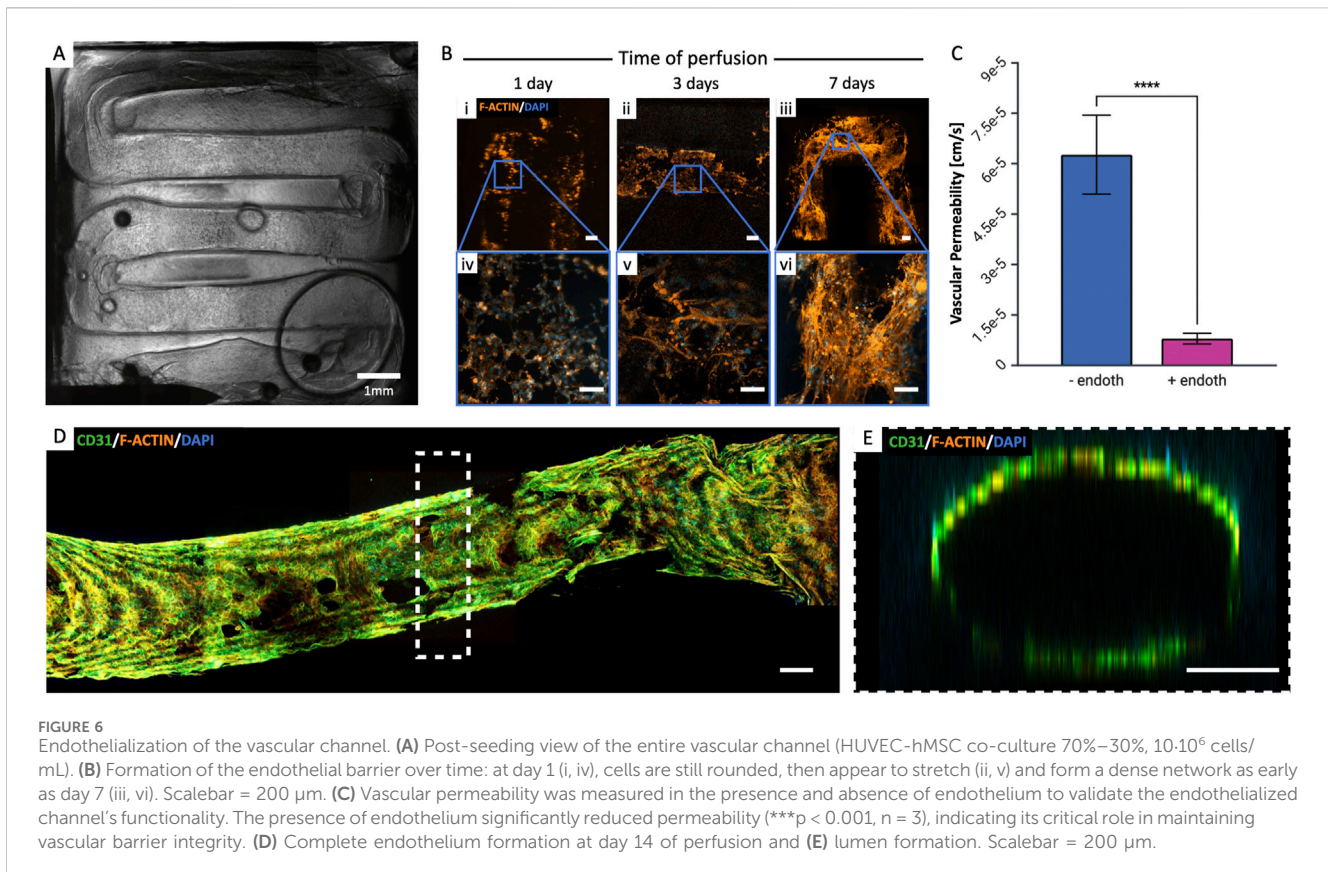 A
1mm
B
Time of perfusion
1 day
3 days
7 days
i
F-ACTIN/DAPI
ii
iii
iv
v
vi
C
Vascular Permeability [cm/s]
9e-5
7.5e-5
6e-5
4.5e-5
3e-5
1.5e-5
0
****
- endoth
+ endoth
D
CD31/F-ACTIN/DAPI
E
CD31/F-ACTIN/DAPI
FIGURE 6
Endothelialization of the vascular channel. (A) Post-seeding view of the entire vascular channel (HUVEC-hMSC co-culture 70%–30%, 10·10⁶ cells/
mL). (B) Formation of the endothelial barrier over time: at day 1 (i, iv), cells are still rounded, then appear to stretch (ii, v) and form a dense network as early
as day 7 (iii, vi). Scalebar = 200 μm. (C) Vascular permeability was measured in the presence and absence of endothelium to validate the endothelialized
channel's functionality. The presence of endothelium significantly reduced permeability (***p < 0.001, n = 3), indicating its critical role in maintaining
vascular barrier integrity. (D) Complete endothelium formation at day 14 of perfusion and (E) lumen formation. Scalebar = 200 μm.